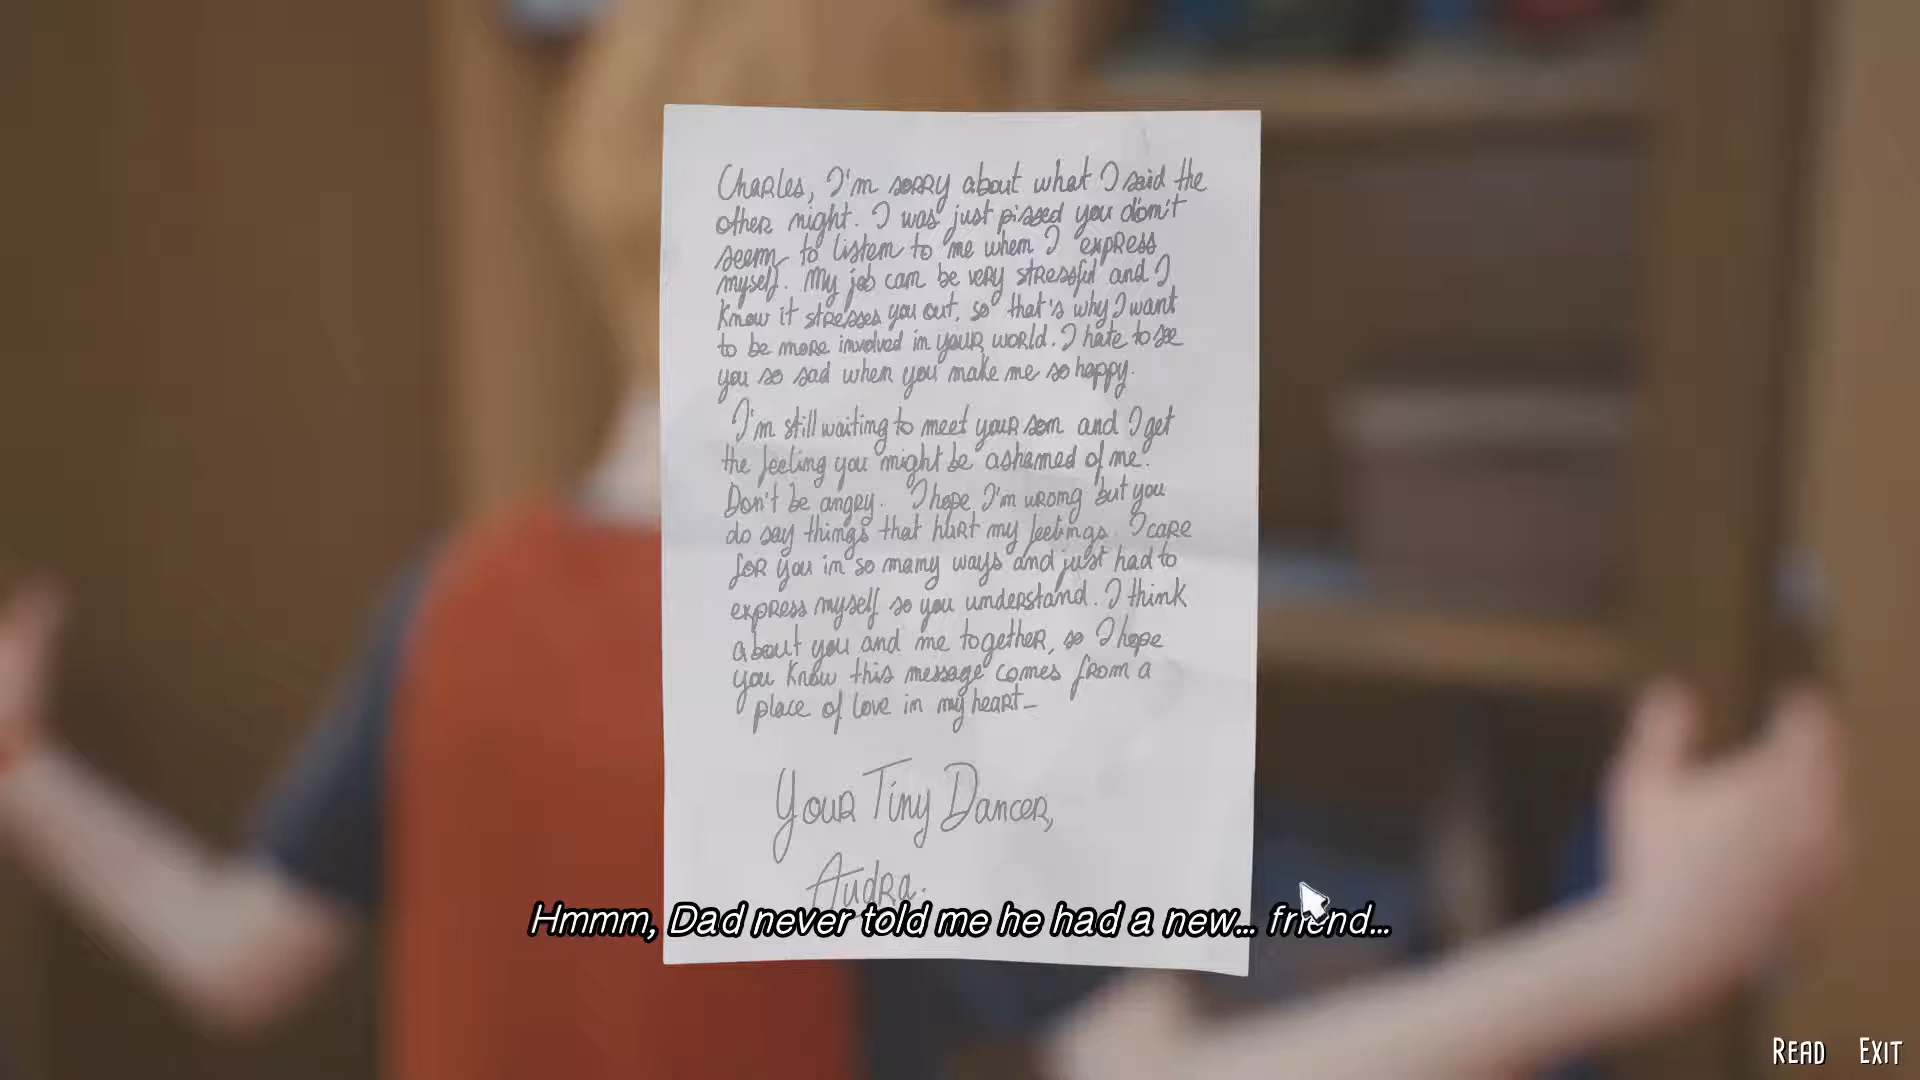 Charles, I'm sorry about what I said the
other night. I was just pissed you don't
seem to listen to me when I express
myself. My job can be very stressful and I
know it stresses you out, so that's why I want
to be more involved in your world. I hate to see
you so sad when you make me so happy.
I'm still waiting to meet your son and I get
the feeling you might be ashamed of me.
Don't be angry. I hope I'm wrong but you
do say things that hurt my feelings. I care
for you in so many ways and just had to
express myself so you understand. I think
about you and me together, so I hope
you know this message comes from a
place of love in my heart—
Your Tiny Dancer,
Audra.
Hmmm, Dad never told me he had a new... friend...
READ EXIT